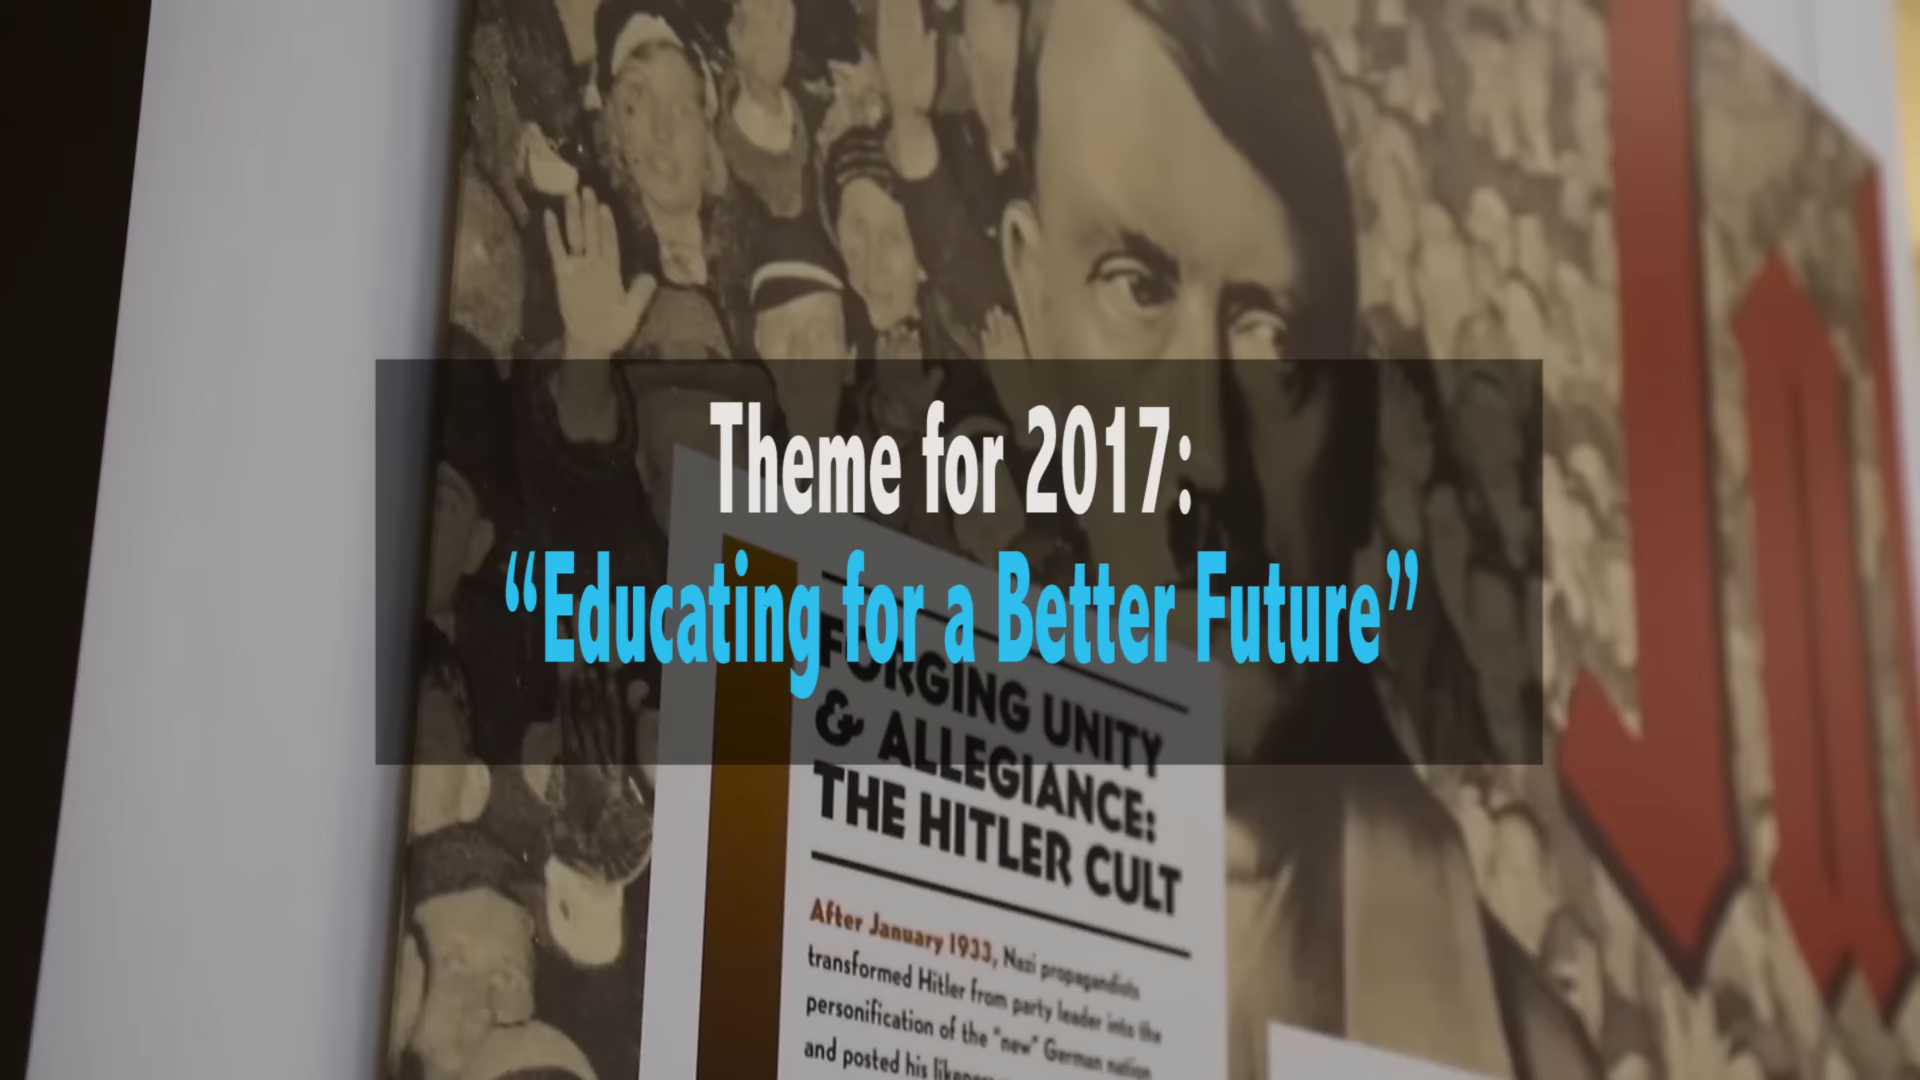 Theme for 2017:
“Educating for a Better Future”
FORGING UNITY
& ALLEGIANCE:
THE HITLER CULT
After January 1933, Nazi propagandists
transformed Hitler from party leader into the
personification of the "new" German nation
and posted his